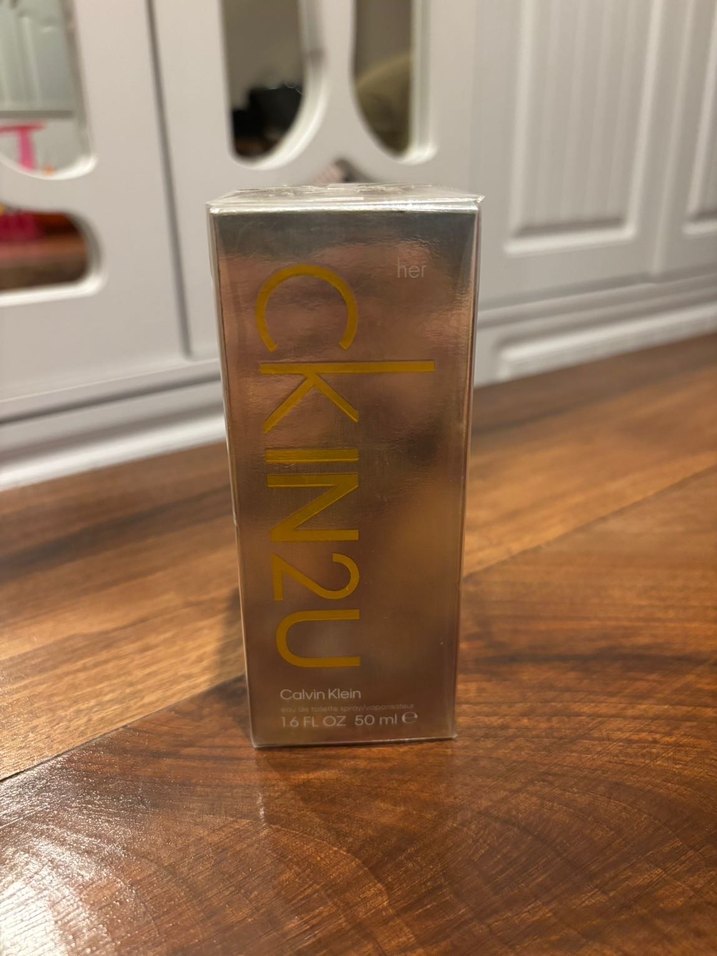 her
CKIN2U
Calvin Klein
eau de toilette spray/vaporisateur
1.6 FL OZ 50 ml ℮